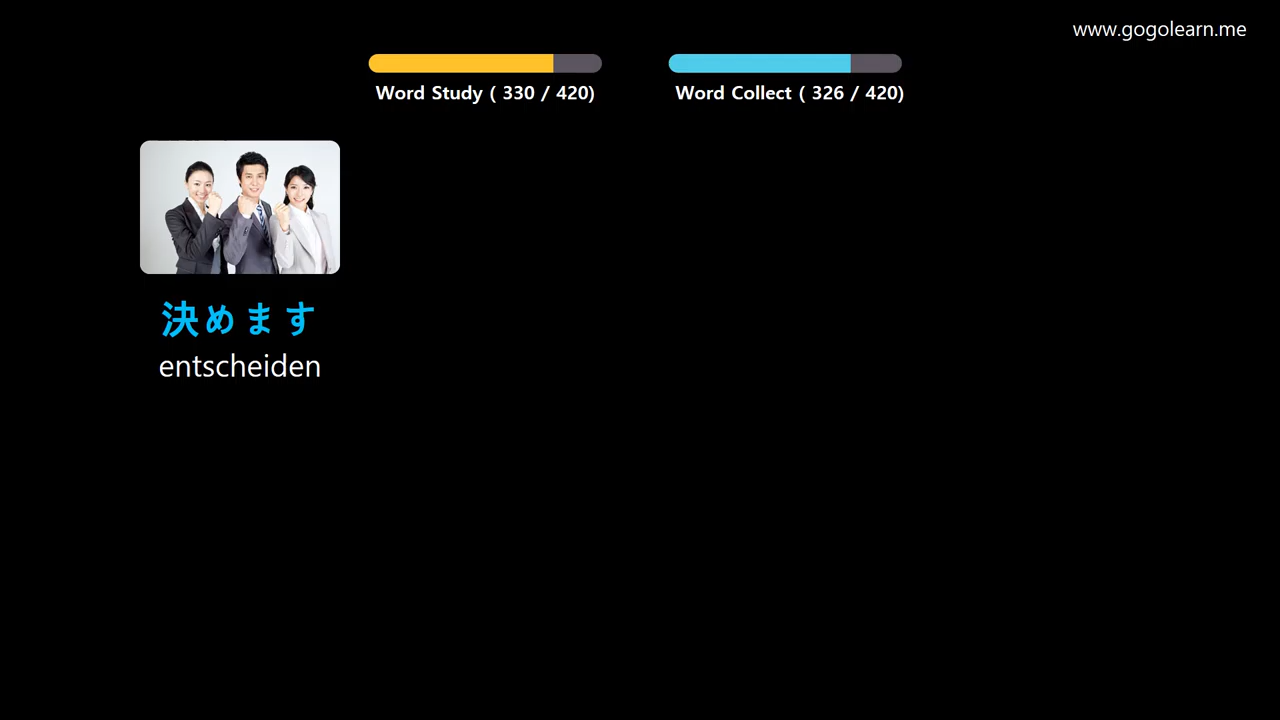 www.gogolearn.me
Word Study ( 330 / 420)
Word Collect ( 326 / 420)
決めます
entscheiden